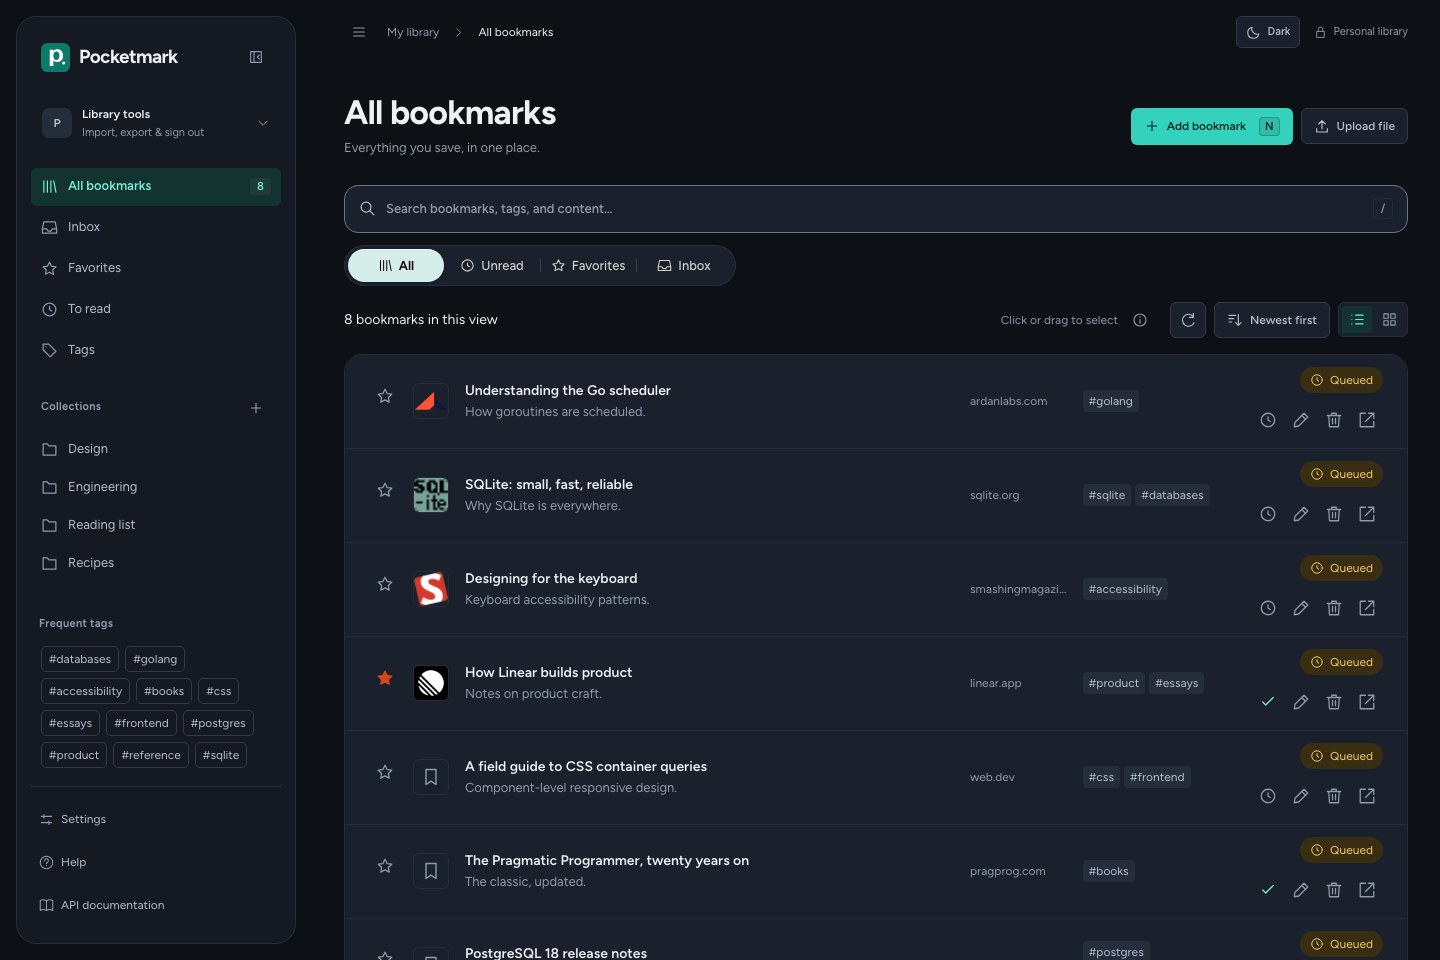 p. Pocketmark
P
Library tools
Import, export & sign out
All bookmarks 8
Inbox
Favorites
To read
Tags
Collections
Design
Engineering
Reading list
Recipes
Frequent tags
#databases #golang
#accessibility #books #css
#essays #frontend #postgres
#product #reference #sqlite
Settings
Help
API documentation
My library All bookmarks
Dark Personal library
All bookmarks
Everything you save, in one place.
Add bookmark N Upload file
Search bookmarks, tags, and content... /
All Unread Favorites Inbox
8 bookmarks in this view Click or drag to select Newest first
Understanding the Go scheduler
How goroutines are scheduled.
ardanlabs.com #golang Queued
SQL
-ite
SQLite: small, fast, reliable
Why SQLite is everywhere.
sqlite.org #sqlite #databases Queued
S
Designing for the keyboard
Keyboard accessibility patterns.
smashingmagazi... #accessibility Queued
How Linear builds product
Notes on product craft.
linear.app #product #essays Queued
A field guide to CSS container queries
Component-level responsive design.
web.dev #css #frontend Queued
The Pragmatic Programmer, twenty years on
The classic, updated.
pragprog.com #books Queued
PostgreSQL 18 release notes #postgres Queued